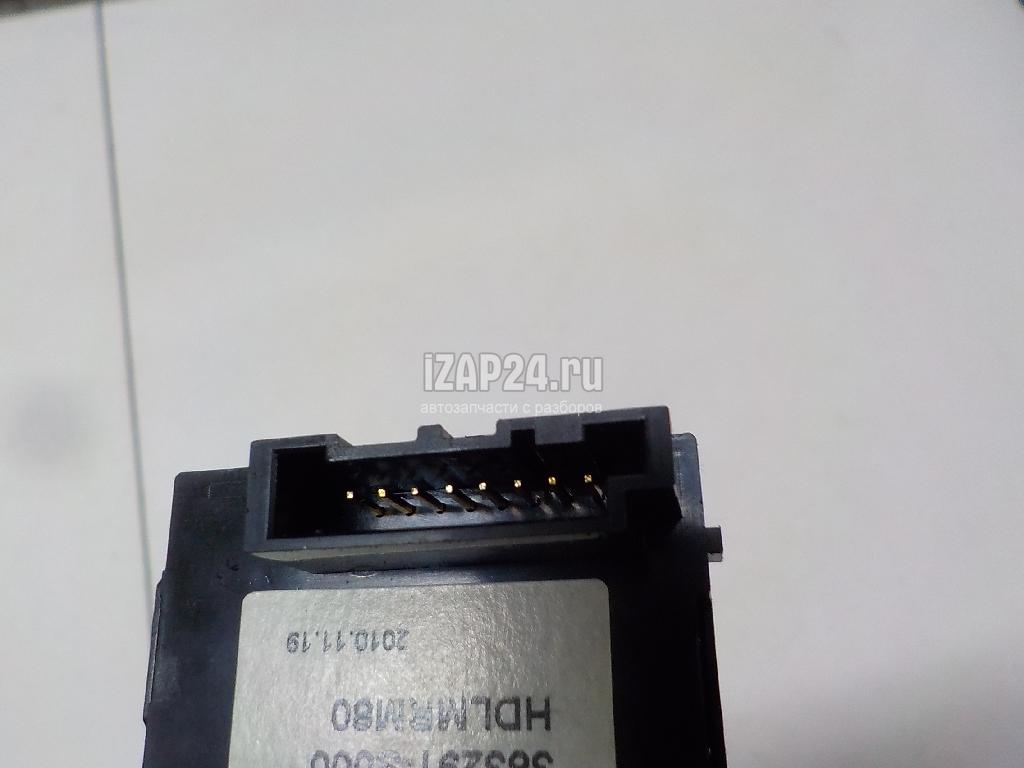 iZAP24.ru
автозапчасти с разборов
HDLMRM80
2010.11.19